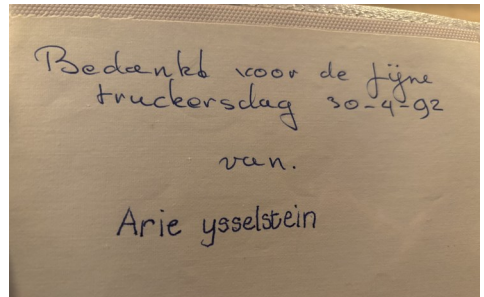 Bedankt voor de fijne
truckersdag 30-4-92
van.
Arie ysselstein